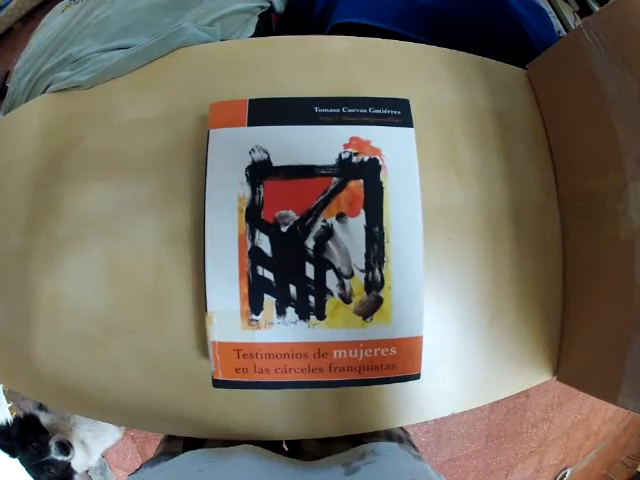 Tomasa Cuevas Gutiérrez
Testimonios de mujeres
en las cárceles franquistas